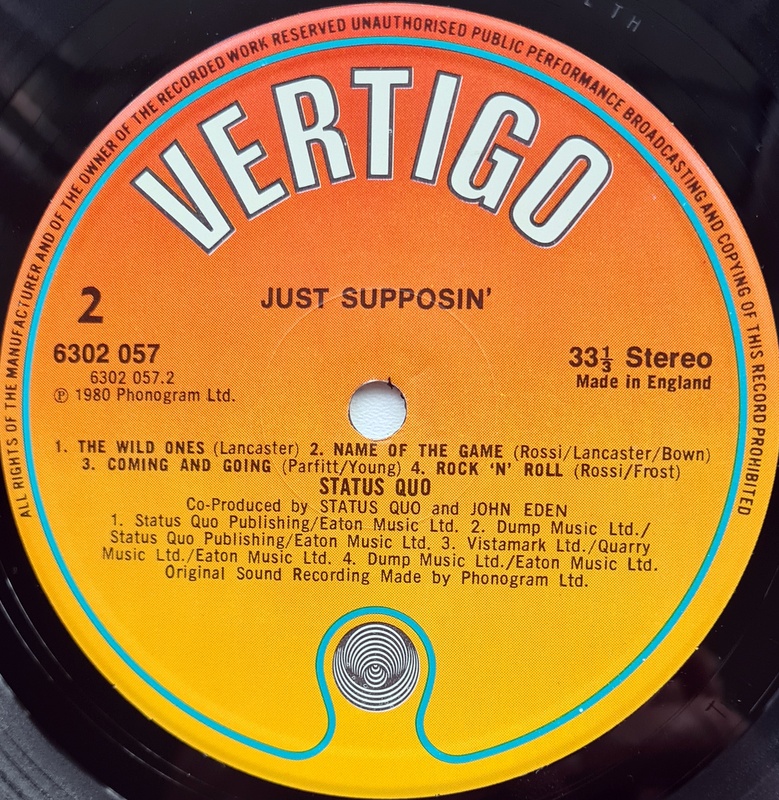 ALL RIGHTS OF THE MANUFACTURER AND OF THE OWNER OF THE RECORDED WORK RESERVED UNAUTHORISED PUBLIC PERFORMANCE BROADCASTING AND COPYING OF THIS RECORD PROHIBITED
VERTIGO
JUST SUPPOSIN'
2
6302 057
6302 057.2
℗ 1980 Phonogram Ltd.
33⅓ Stereo
Made in England
1. THE WILD ONES (Lancaster) 2. NAME OF THE GAME (Rossi/Lancaster/Bown)
3. COMING AND GOING (Parfitt/Young) 4. ROCK 'N' ROLL (Rossi/Frost)
STATUS QUO
Co-Produced by STATUS QUO and JOHN EDEN
1. Status Quo Publishing/Eaton Music Ltd. 2. Dump Music Ltd./
Status Quo Publishing/Eaton Music Ltd. 3. Vistamark Ltd./Quarry
Music Ltd./Eaton Music Ltd. 4. Dump Music Ltd./Eaton Music Ltd.
Original Sound Recording Made by Phonogram Ltd.